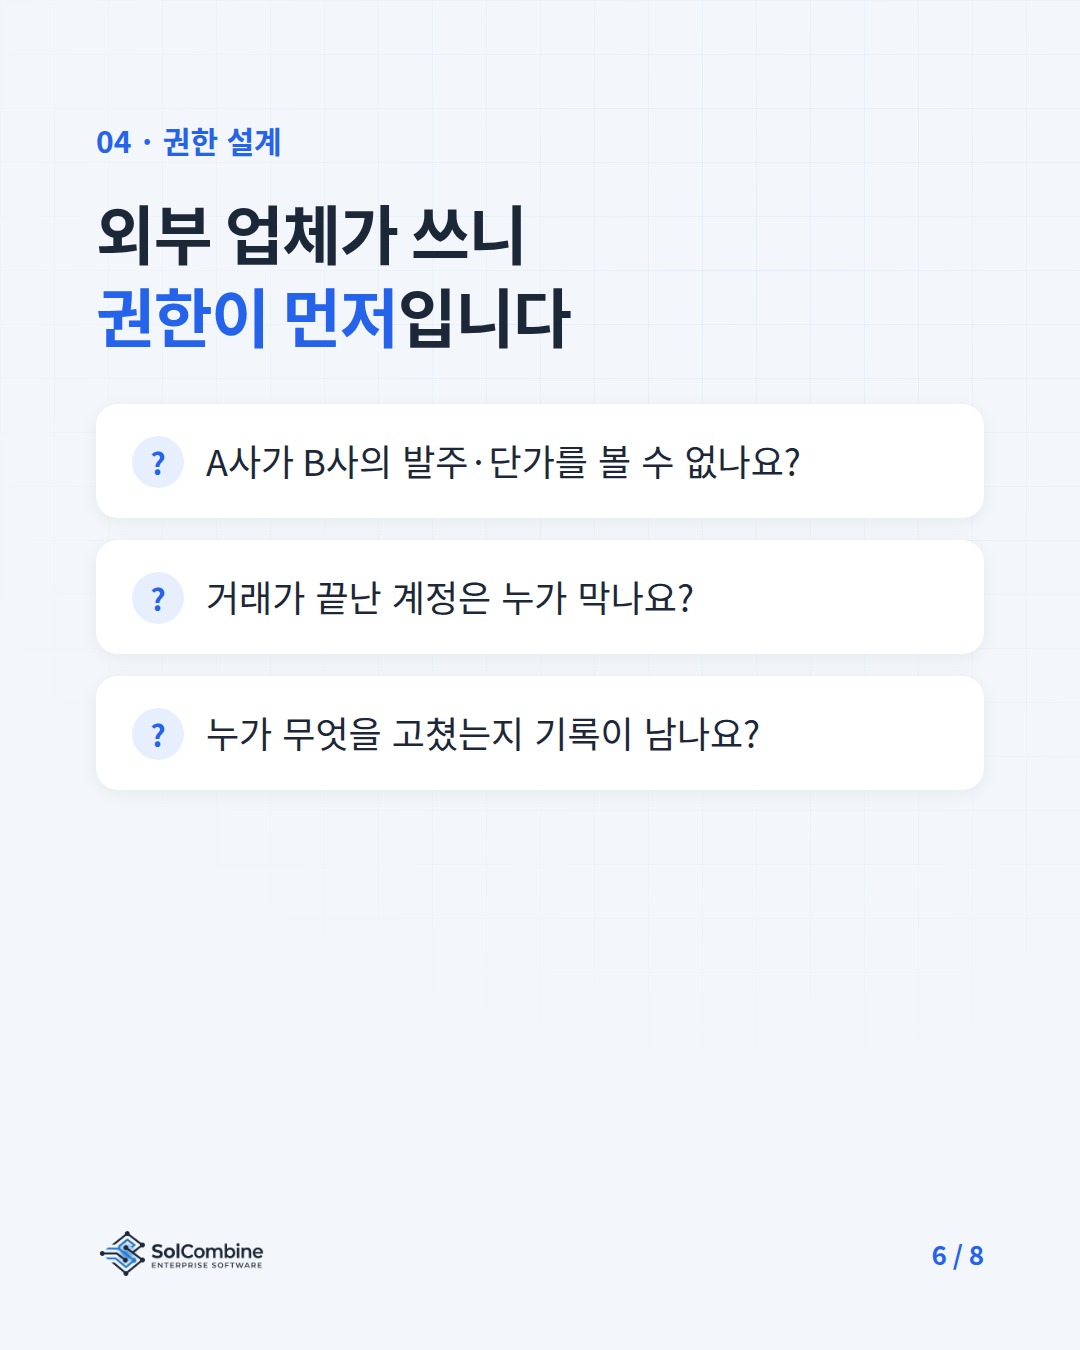 04 · 권한 설계
외부 업체가 쓰니
권한이 먼저입니다
? A사가 B사의 발주·단가를 볼 수 없나요?
? 거래가 끝난 계정은 누가 막나요?
? 누가 무엇을 고쳤는지 기록이 남나요?
SolCombine
ENTERPRISE SOFTWARE
6 / 8